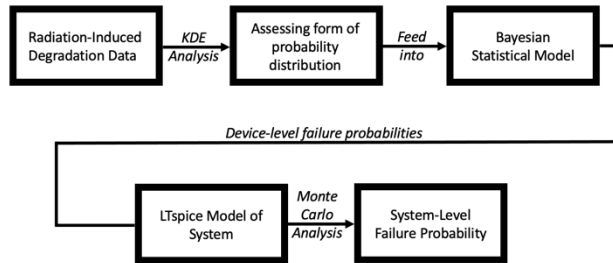 Radiation-Induced
Degradation Data
KDE
Analysis
Assessing form of
probability
distribution
Feed
into
Bayesian
Statistical Model
Device-level failure probabilities
LTspice Model of
System
Monte
Carlo
Analysis
System-Level
Failure Probability